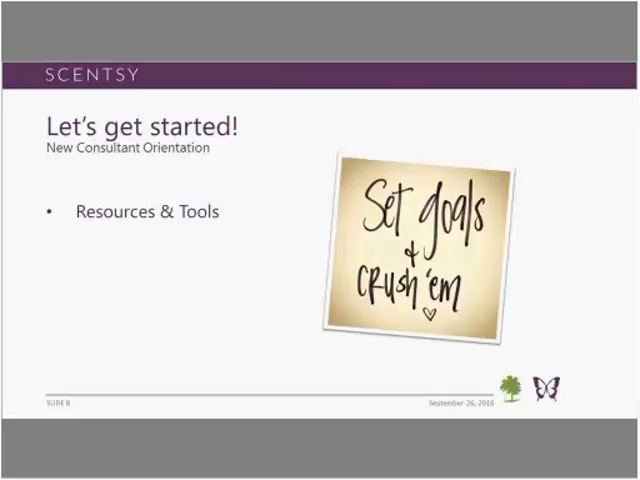 SCENTSY
Let's get started!
New Consultant Orientation
• Resources & Tools
Set goals
&
CRUSH 'em
SLIDE 8
September 26, 2016